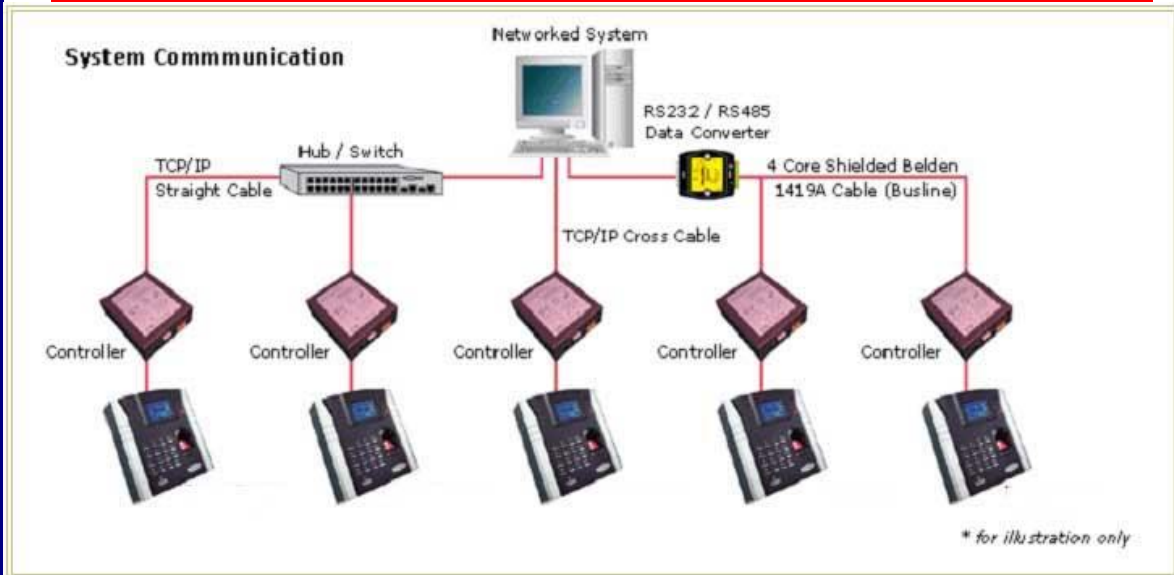 Networked System
System Commmunication
RS232 / RS485
Data Converter
Hub / Switch
TCP/IP
Straight Cable
4 Core Shielded Belden
1419A Cable (Busline)
TCP/IP Cross Cable
Controller
Controller
Controller
Controller
Controller
* for illustration only